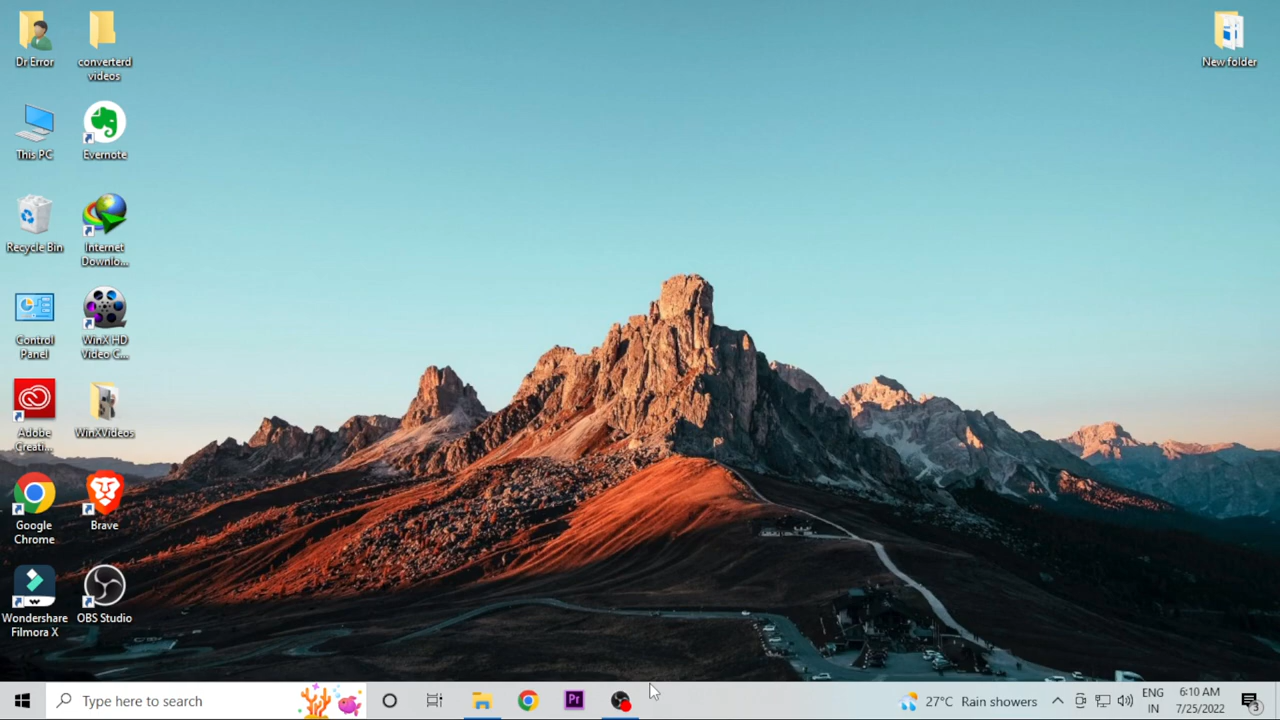 Dr Error
converterd
videos
New folder
This PC
Evernote
Recycle Bin
Internet
Downlo...
Control
Panel
WinX HD
Video C...
Adobe
Creati...
WinXVideos
Google
Chrome
Brave
Wondershare
Filmora X
OBS Studio
Type here to search
Pr
27°C Rain showers
ENG
IN
6:10 AM
7/25/2022
3